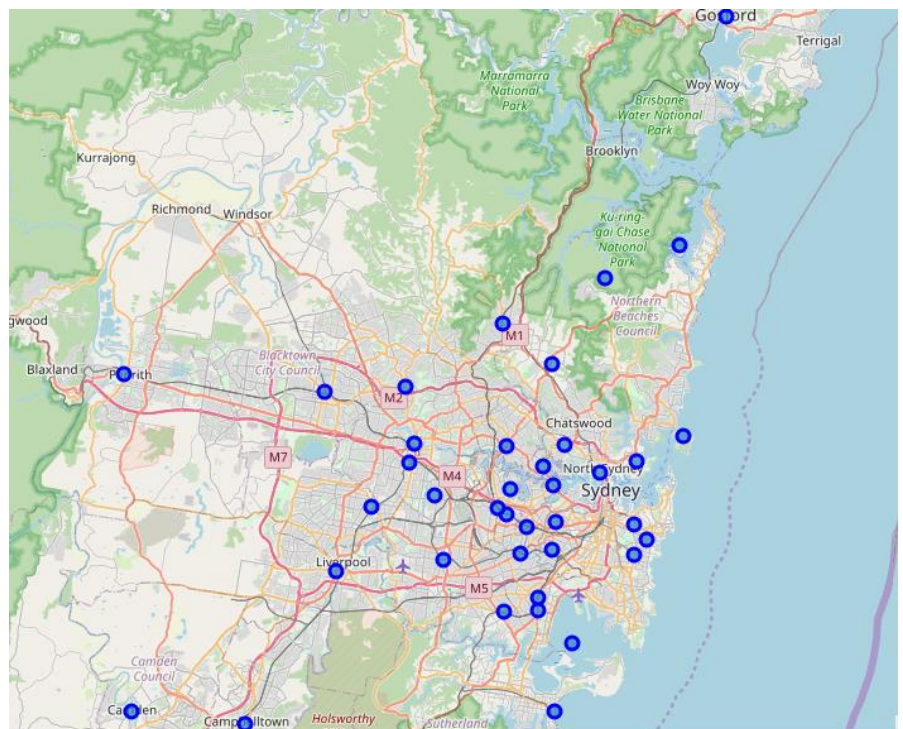 Gosford
Terrigal
Marramarra
National
Park
Woy Woy
Brisbane
Water National
Park
Brooklyn
Kurrajong
Richmond
Windsor
Ku-ring-
gai Chase
National
Park
Northern
Beaches
Council
M1
gwood
Blaxland
Penrith
Blacktown
City Council
M2
Chatswood
M7
M4
North Sydney
Sydney
Liverpool
M5
Camden
Council
Camden
Campbelltown
Holsworthy
Sutherland